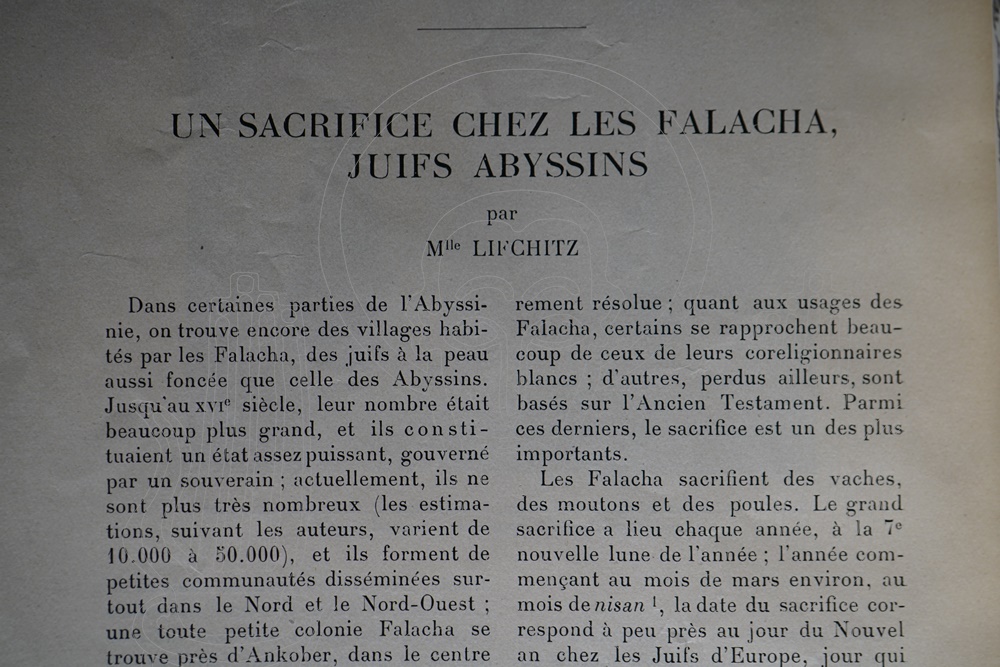 UN SACRIFICE CHEZ LES FALACHA,
JUIFS ABYSSINS
par
Mlle LIFCHITZ
Dans certaines parties de l'Abyssi-
nie, on trouve encore des villages habi-
tés par les Falacha, des juifs à la peau
aussi foncée que celle des Abyssins.
Jusqu'au XVIe siècle, leur nombre était
beaucoup plus grand, et ils consti-
tuaient un état assez puissant, gouverné
par un souverain ; actuellement, ils ne
sont plus très nombreux (les estima-
tions, suivant les auteurs, varient de
10.000 à 50.000), et ils forment de
petites communautés disséminées sur-
tout dans le Nord et le Nord-Ouest ;
une toute petite colonie Falacha se
trouve près d'Ankober, dans le centre
rement résolue ; quant aux usages des
Falacha, certains se rapprochent beau-
coup de ceux de leurs coreligionnaires
blancs ; d'autres, perdus ailleurs, sont
basés sur l'Ancien Testament. Parmi
ces derniers, le sacrifice est un des plus
importants.
Les Falacha sacrifient des vaches,
des moutons et des poules. Le grand
sacrifice a lieu chaque année, à la 7e
nouvelle lune de l'année ; l'année com-
mençant au mois de mars environ, au
mois de nisan 1, la date du sacrifice cor-
respond à peu près au jour du Nouvel
an chez les Juifs d'Europe, jour qui